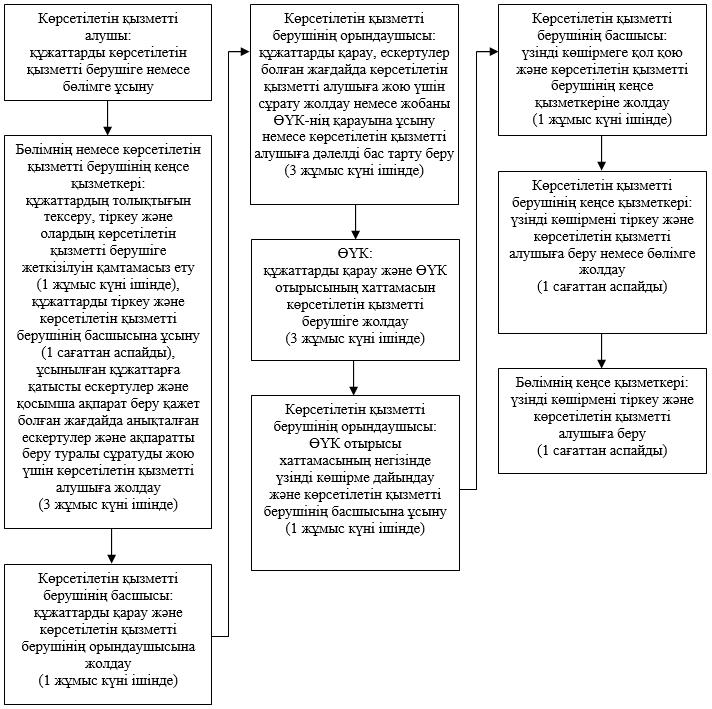 Көрсетілетін қызметті
алушы:
құжаттарды көрсетілетін
қызметті берушіге немесе
бөлімге ұсыну
Бөлімнің немесе көрсетілетін
қызметті берушінің кеңсе
қызметкері:
құжаттардың толықтығын
тексеру, тіркеу және
олардың көрсетілетін
қызметті берушіге
жеткізілуін қамтамасыз ету
(1 жұмыс күні ішінде),
құжаттарды тіркеу және
көрсетілетін қызметті
берушінің басшысына ұсыну
(1 сағаттан аспайды),
ұсынылған құжаттарға
қатысты ескертулер және
қосымша ақпарат беру қажет
болған жағдайда анықталған
ескертулер және ақпаратты
беру туралы сұратуды жою
үшін көрсетілетін қызметті
алушыға жолдау
(3 жұмыс күні ішінде)
Көрсетілетін қызметті
берушінің басшысы:
құжаттарды қарау және
көрсетілетін қызметті
берушінің орындаушысына
жолдау
(1 жұмыс күні ішінде)
Көрсетілетін қызметті
берушінің орындаушысы:
құжаттарды қарау, ескертулер
болған жағдайда көрсетілетін
қызметті алушыға жою үшін
сұрату жолдау немесе жобаны
ӨҮК-нің қарауына ұсыну
немесе көрсетілетін қызметті
алушыға дәлелді бас тарту беру
(3 жұмыс күні ішінде)
ӨҮК:
құжаттарды қарау және ӨҮК
отырысының хаттамасын
көрсетілетін қызметті
берушіге жолдау
(3 жұмыс күні ішінде)
Көрсетілетін қызметті
берушінің орындаушысы:
ӨҮК отырысы
хаттамасының негізінде
үзінді көшірме дайындау
және көрсетілетін қызметті
берушінің басшысына ұсыну
(1 жұмыс күні ішінде)
Көрсетілетін қызметті
берушінің басшысы:
үзінді көшірмеге қол қою
және көрсетілетін қызметті
берушінің кеңсе
қызметкеріне жолдау
(1 жұмыс күні ішінде)
Көрсетілетін қызметті
берушінің кеңсе қызметкері:
үзінді көшірмені тіркеу және
көрсетілетін қызметті
алушыға беру немесе бөлімге
жолдау
(1 сағаттан аспайды)
Бөлімнің кеңсе қызметкері:
үзінді көшірмені тіркеу және
көрсетілетін қызметті
алушыға беру
(1 сағаттан аспайды)